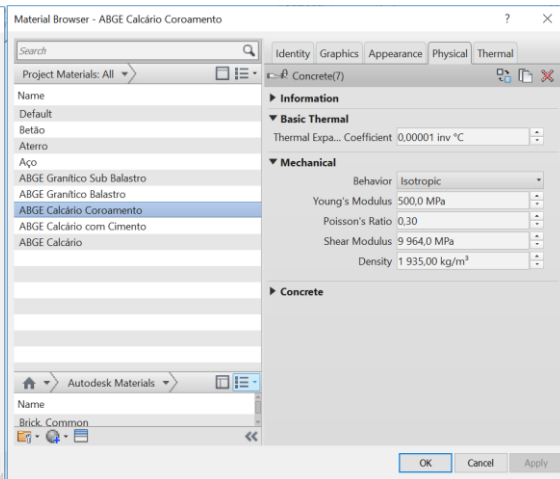 Material Browser - ABGE Calcário Coroamento
? ×
Search
Project Materials: All
Name
Default
Betão
Aterro
Aço
ABGE Granítico Sub Balastro
ABGE Granítico Balastro
ABGE Calcário Coroamento
ABGE Calcário com Cimento
ABGE Calcário
Autodesk Materials
Name
Brick, Common
Identity Graphics Appearance Physical Thermal
Concrete(7)
Information
Basic Thermal
Thermal Expa... Coefficient 0,00001 inv °C
Mechanical
Behavior Isotropic
Young's Modulus 500,0 MPa
Poisson's Ratio 0,30
Shear Modulus 9 964,0 MPa
Density 1 935,00 kg/m³
Concrete
OK Cancel Apply